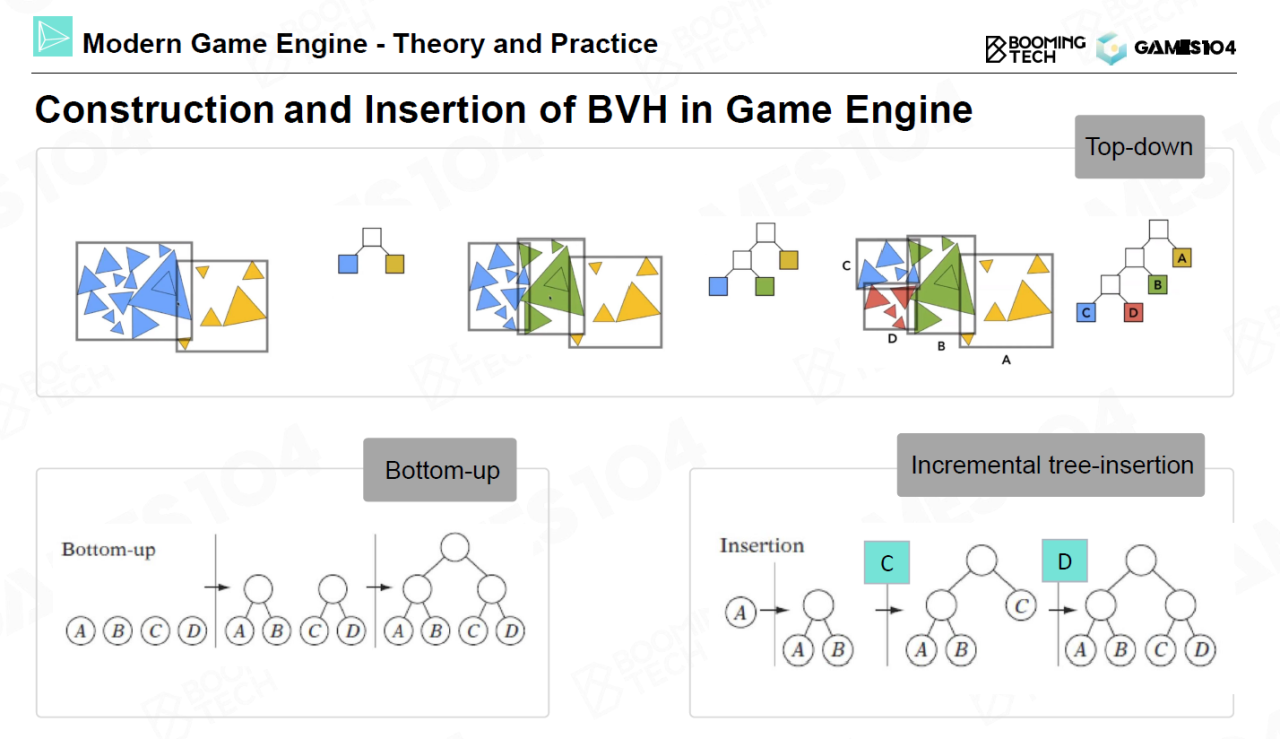 Modern Game Engine - Theory and Practice
BOOMING
TECH
GAMES104
Construction and Insertion of BVH in Game Engine
Top-down
C
D
B
A
A
B
C
D
Bottom-up
Bottom-up
A B C D
A B C D
A B C D
Incremental tree-insertion
Insertion
C
D
A
A B
C
A B
A B C D